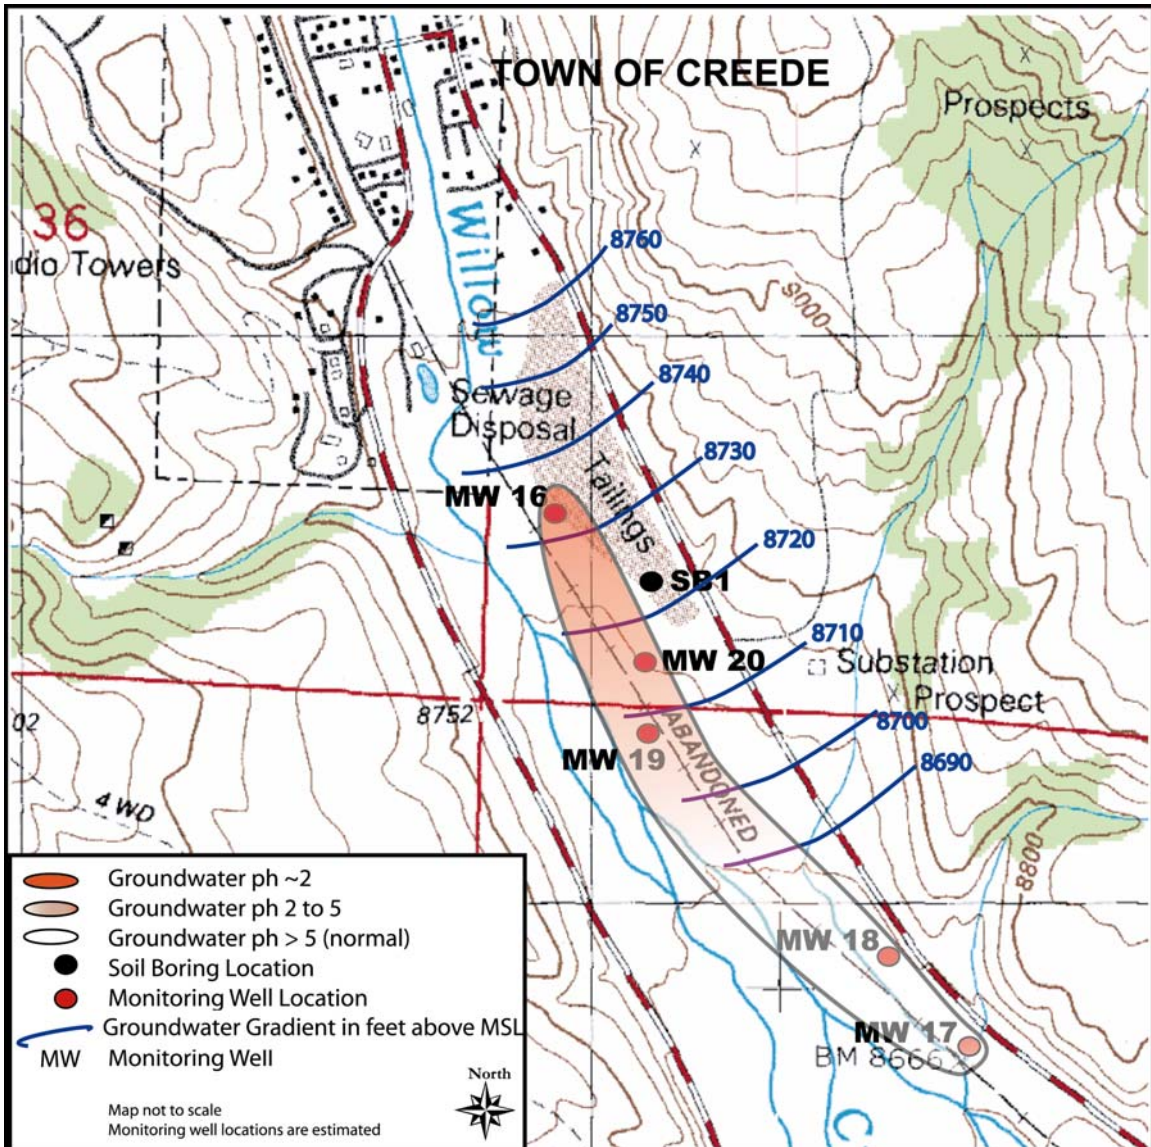 TOWN OF CREEDE
Prospects
36
dio Towers
Willow
8760
8750
9000
8740
Sewage
Disposal
8730
MW 16
Tailings
8720
SB1
8710
MW 20
Substation
Prospect
02
8752
8700
MW 19
ABANDONED
8690
4 WD
8800
MW 18
MW 17
BM 8666
C
Groundwater ph ~2
Groundwater ph 2 to 5
Groundwater ph > 5 (normal)
Soil Boring Location
Monitoring Well Location
Groundwater Gradient in feet above MSL
MW Monitoring Well
North
Map not to scale
Monitoring well locations are estimated